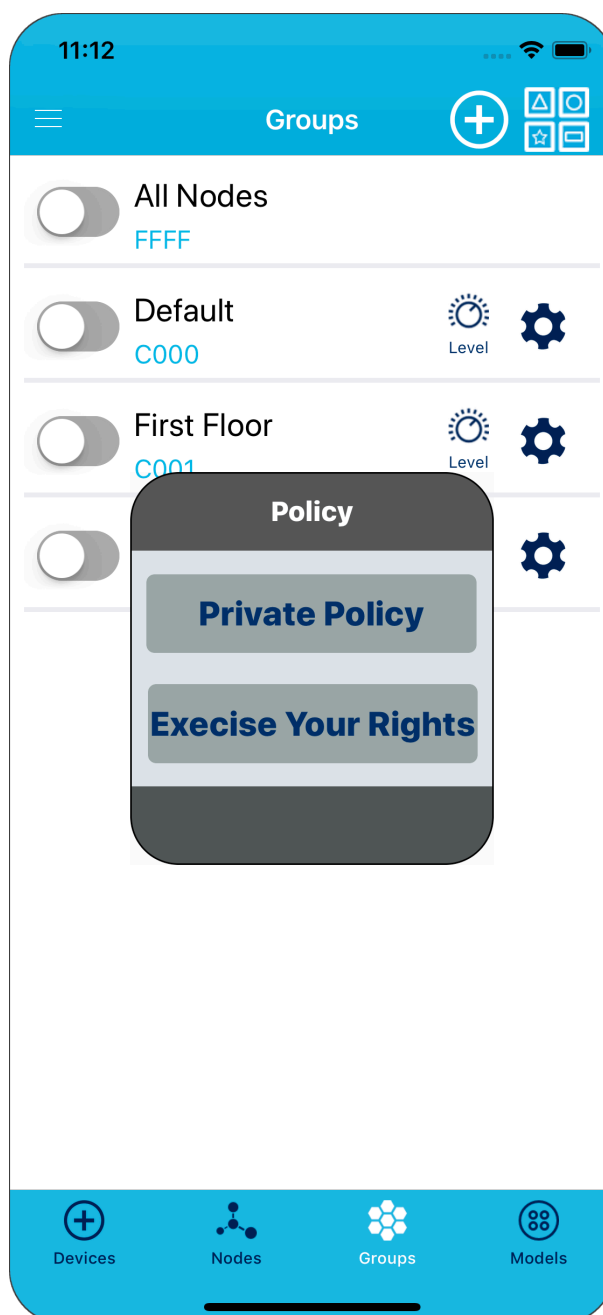 11:12
Groups
All Nodes
FFFF
Default
C000
Level
First Floor
C001
Level
Policy
Private Policy
Execise Your Rights
Devices
Nodes
Groups
Models